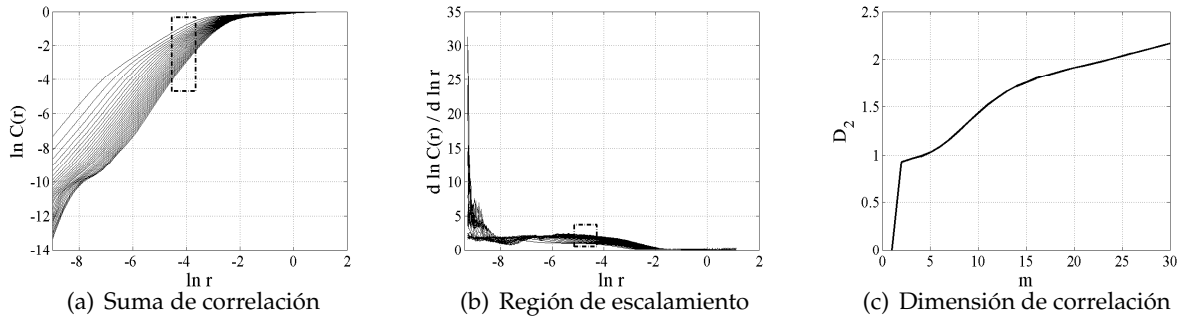 0
-2
-4
-6
-8
-10
-12
-14
ln C(r)
-8 -6 -4 -2 0 2
ln r
(a) Suma de correlación
35
30
25
20
15
10
5
0
d ln C(r) / d ln r
-8 -6 -4 -2 0 2
ln r
(b) Región de escalamiento
2.5
2
1.5
1
0.5
0
D2
0 5 10 15 20 25 30
m
(c) Dimensión de correlación